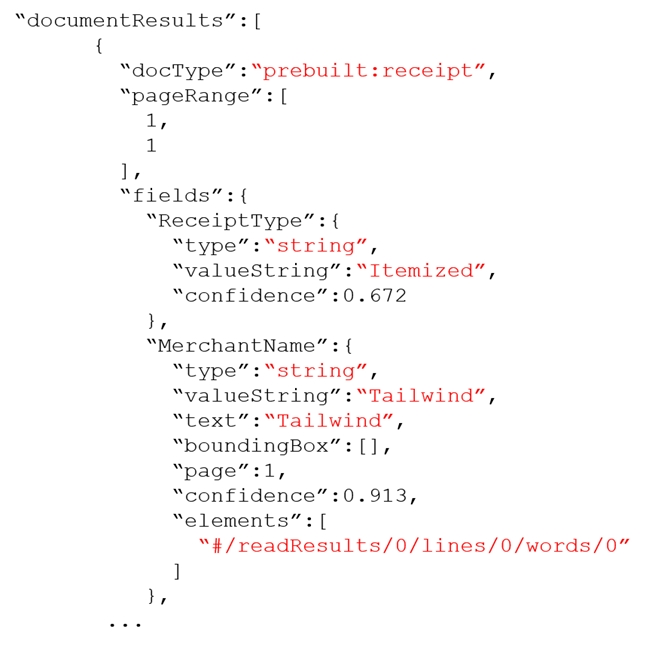 “documentResults”:[
{
“docType”:“prebuilt:receipt”,
“pageRange”:[
1,
1
],
“fields”:{
“ReceiptType”:{
“type”:“string”,
“valueString”:“Itemized”,
“confidence”:0.672
},
“MerchantName”:{
“type”:“string”,
“valueString”:“Tailwind”,
“text”:“Tailwind”,
“boundingBox”:[],
“page”:1,
“confidence”:0.913,
“elements”:[
“#/readResults/0/lines/0/words/0”
]
},
...